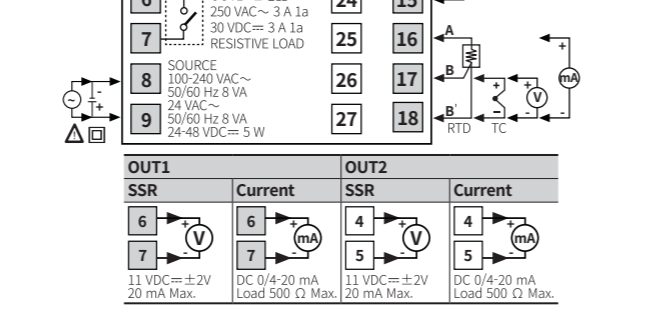 6 24 15
250 VAC~ 3 A 1a
30 VDC⎓ 3 A 1a
RESISTIVE LOAD
7 25 16 A
mA
SOURCE
100-240 VAC~
50/60 Hz 8 VA
8 26 17 B
24 VAC~
50/60 Hz 8 VA
24-48 VDC⎓ 5 W
9 27 18 B'
V
RTD TC
OUT1 OUT2
SSR Current SSR Current
6 + 6 + 4 + 4 +
V mA V mA
7 - 7 - 5 - 5 -
11 VDC⎓±2V DC 0/4-20 mA 11 VDC⎓±2V DC 0/4-20 mA
20 mA Max. Load 500 Ω Max. 20 mA Max. Load 500 Ω Max.